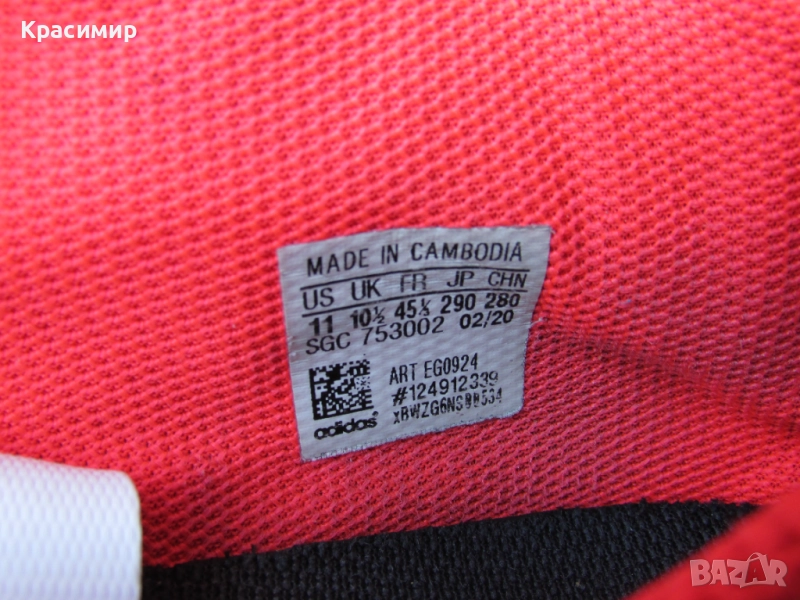 Красимир
MADE IN CAMBODIA
US UK FR JP CHN
11 10½ 45⅓ 290 280
SGC 753002 02/20
ART EG0924
#124912339
adidas
BAZAR